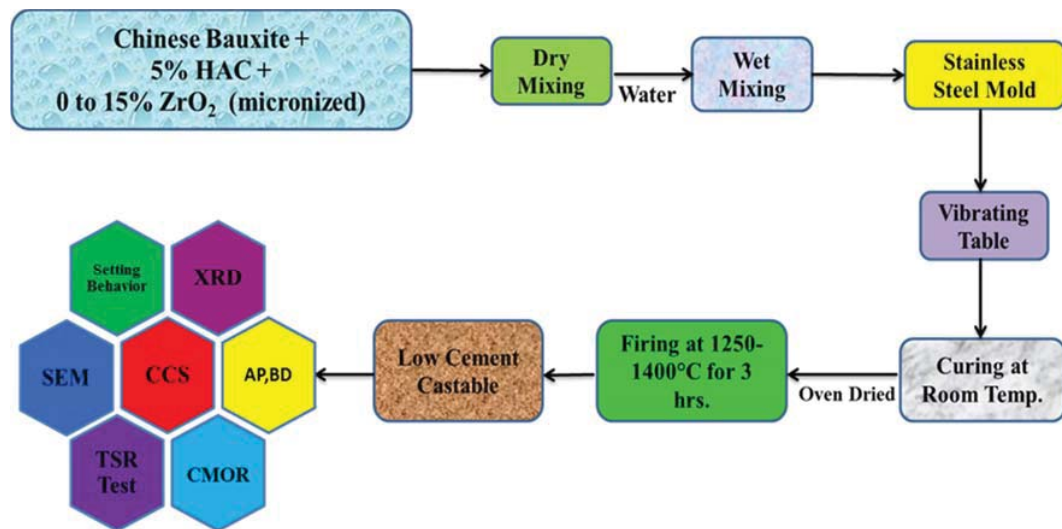 Chinese Bauxite +
5% HAC +
0 to 15% ZrO₂ (micronized)
Dry
Mixing
Water
Wet
Mixing
Stainless
Steel Mold
Vibrating
Table
Curing at
Room Temp.
Oven Dried
Firing at 1250-
1400°C for 3
hrs.
Low Cement
Castable
Setting
Behavior
XRD
SEM
CCS
AP,BD
TSR
Test
CMOR